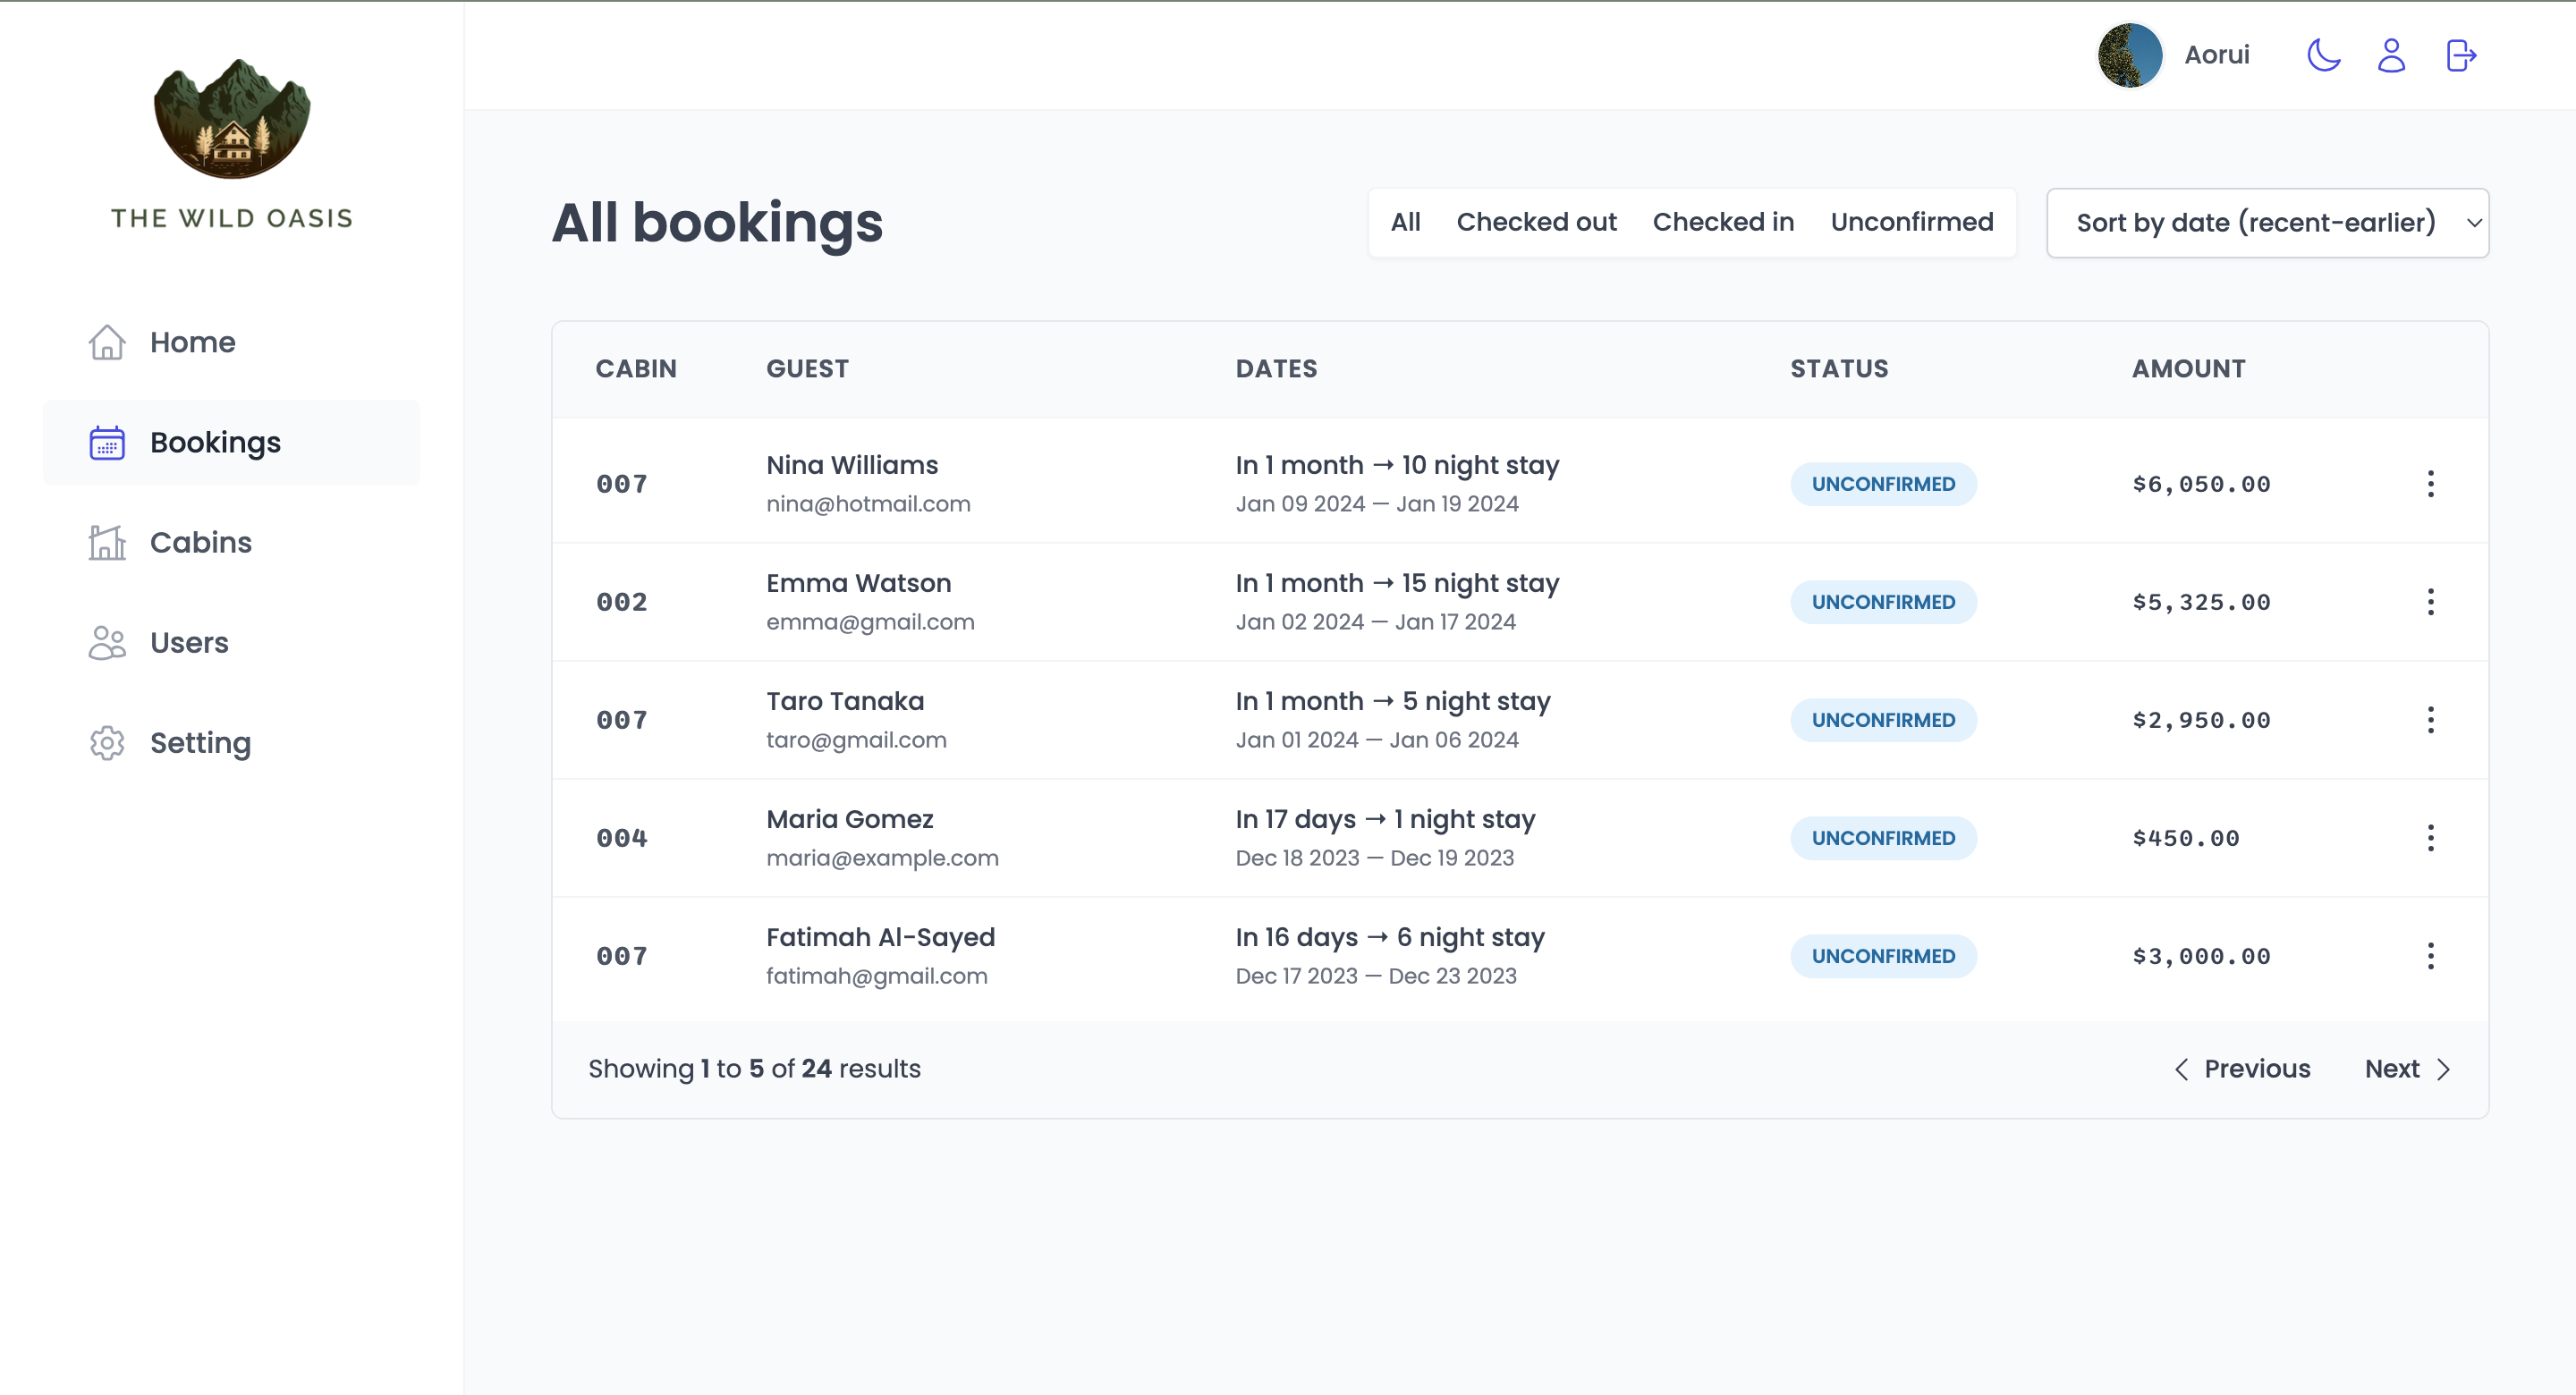 THE WILD OASIS
Home
Bookings
Cabins
Users
Setting
Aorui
All bookings
All Checked out Checked in Unconfirmed
Sort by date (recent-earlier)
CABIN GUEST DATES STATUS AMOUNT
007 Nina Williams In 1 month → 10 night stay UNCONFIRMED $6,050.00
nina@hotmail.com Jan 09 2024 — Jan 19 2024
002 Emma Watson In 1 month → 15 night stay UNCONFIRMED $5,325.00
emma@gmail.com Jan 02 2024 — Jan 17 2024
007 Taro Tanaka In 1 month → 5 night stay UNCONFIRMED $2,950.00
taro@gmail.com Jan 01 2024 — Jan 06 2024
004 Maria Gomez In 17 days → 1 night stay UNCONFIRMED $450.00
maria@example.com Dec 18 2023 — Dec 19 2023
007 Fatimah Al-Sayed In 16 days → 6 night stay UNCONFIRMED $3,000.00
fatimah@gmail.com Dec 17 2023 — Dec 23 2023
Showing 1 to 5 of 24 results
Previous Next